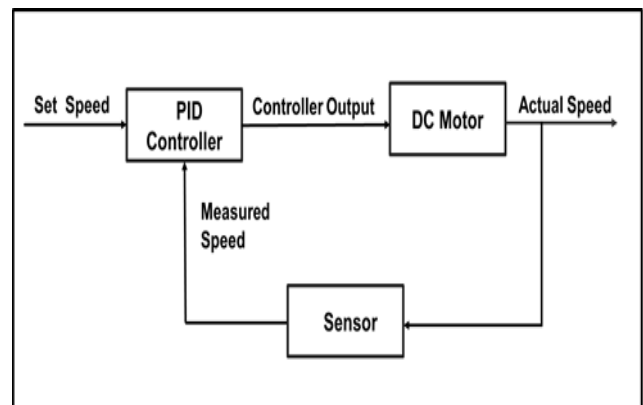 Set Speed
PID
Controller
Controller Output
DC Motor
Actual Speed
Measured
Speed
Sensor